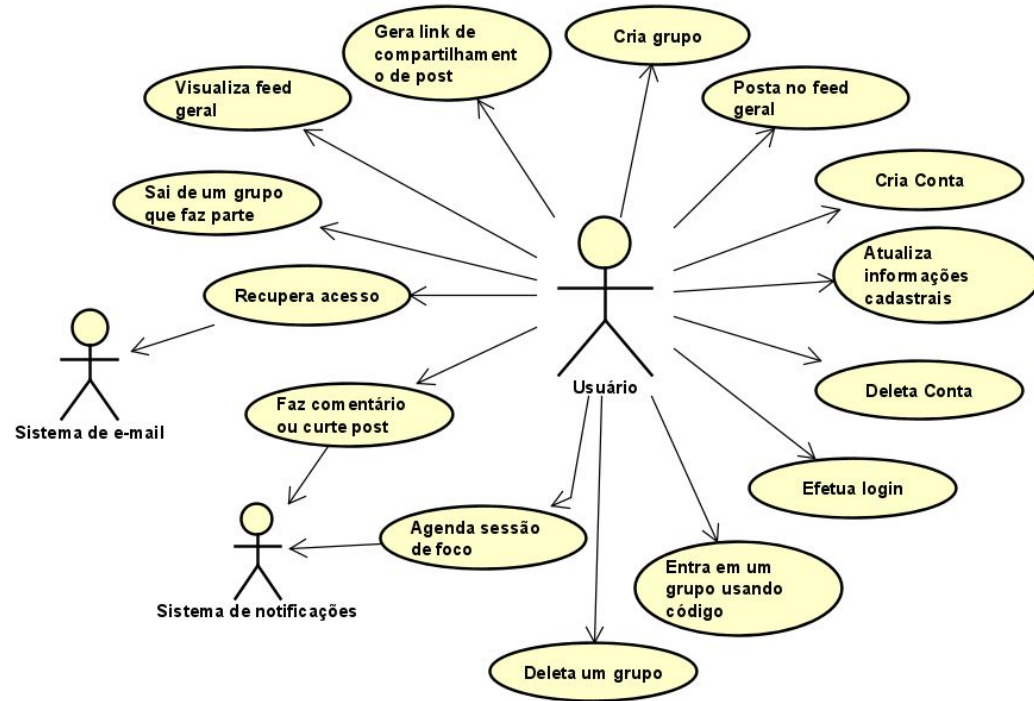 Gera link de
compartilhament
o de post
Cria grupo
Visualiza feed
geral
Posta no feed
geral
Sai de um grupo
que faz parte
Cria Conta
Atualiza
informações
cadastrais
Recupera acesso
Usuário
Deleta Conta
Sistema de e-mail
Faz comentário
ou curte post
Efetua login
Agenda sessão
de foco
Entra em um
grupo usando
código
Sistema de notificações
Deleta um grupo